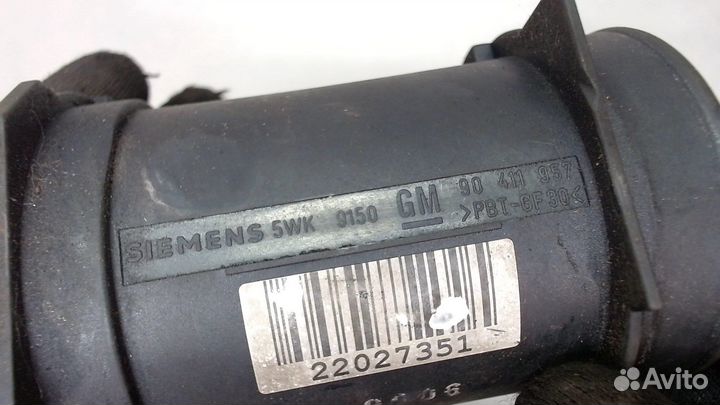 SIEMENS 5WK 9150 GM 90 411 957
>PBT-GF30<
22027351
Avito